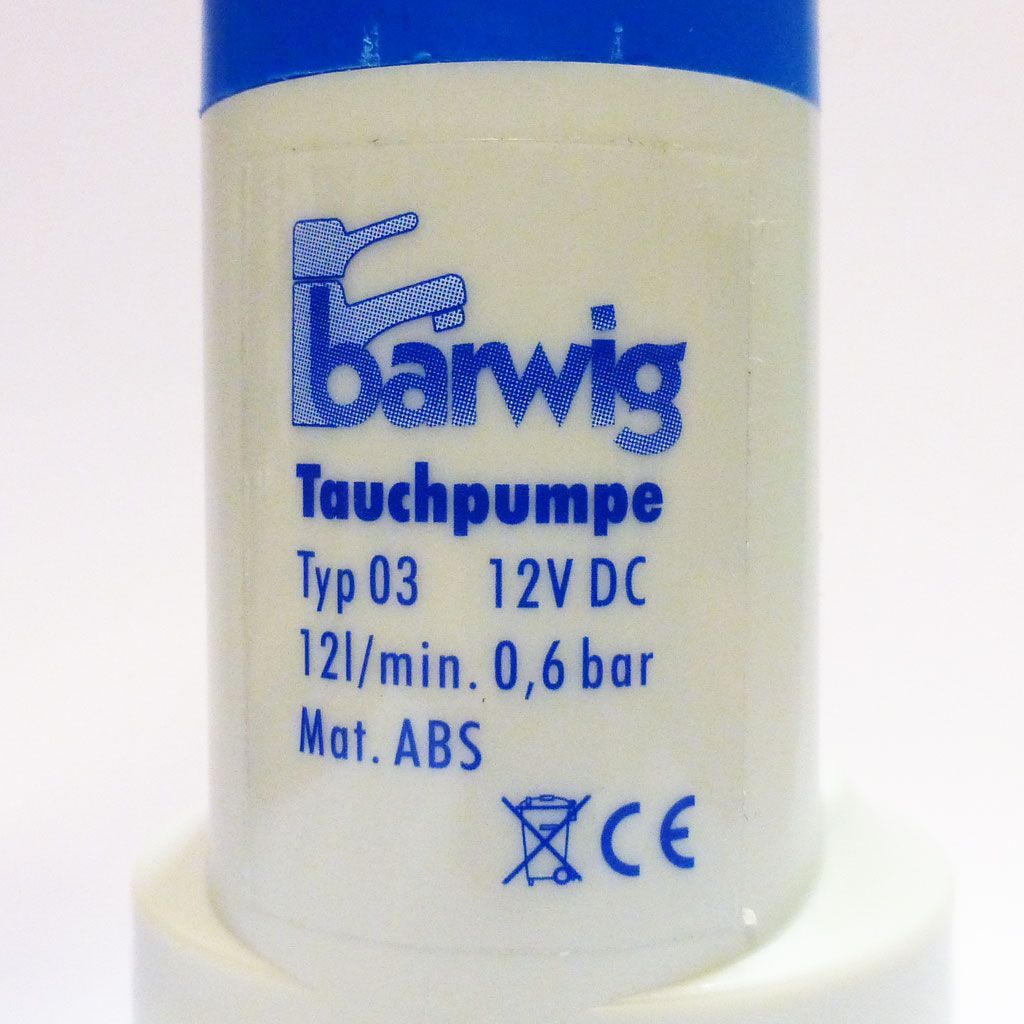 barwig
Tauchpumpe
Typ 03 12V DC
12l/min. 0,6 bar
Mat. ABS
CE